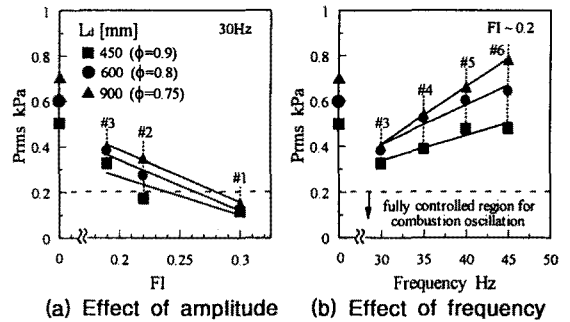 L₄ [mm]
■ 450 (ϕ=0.9)
● 600 (ϕ=0.8)
▲ 900 (ϕ=0.75)
30Hz
#3
#2
#1
1
0.8
0.6
0.4
0.2
0
Prms kPa
0
0.2
0.25
0.3
FI
(a) Effect of amplitude
FI ~ 0.2
#3
#4
#5
#6
1
0.8
0.6
0.4
0.2
0
Prms kPa
fully controlled region for
combustion oscillation
0
30
35
40
45
50
Frequency Hz
(b) Effect of frequency